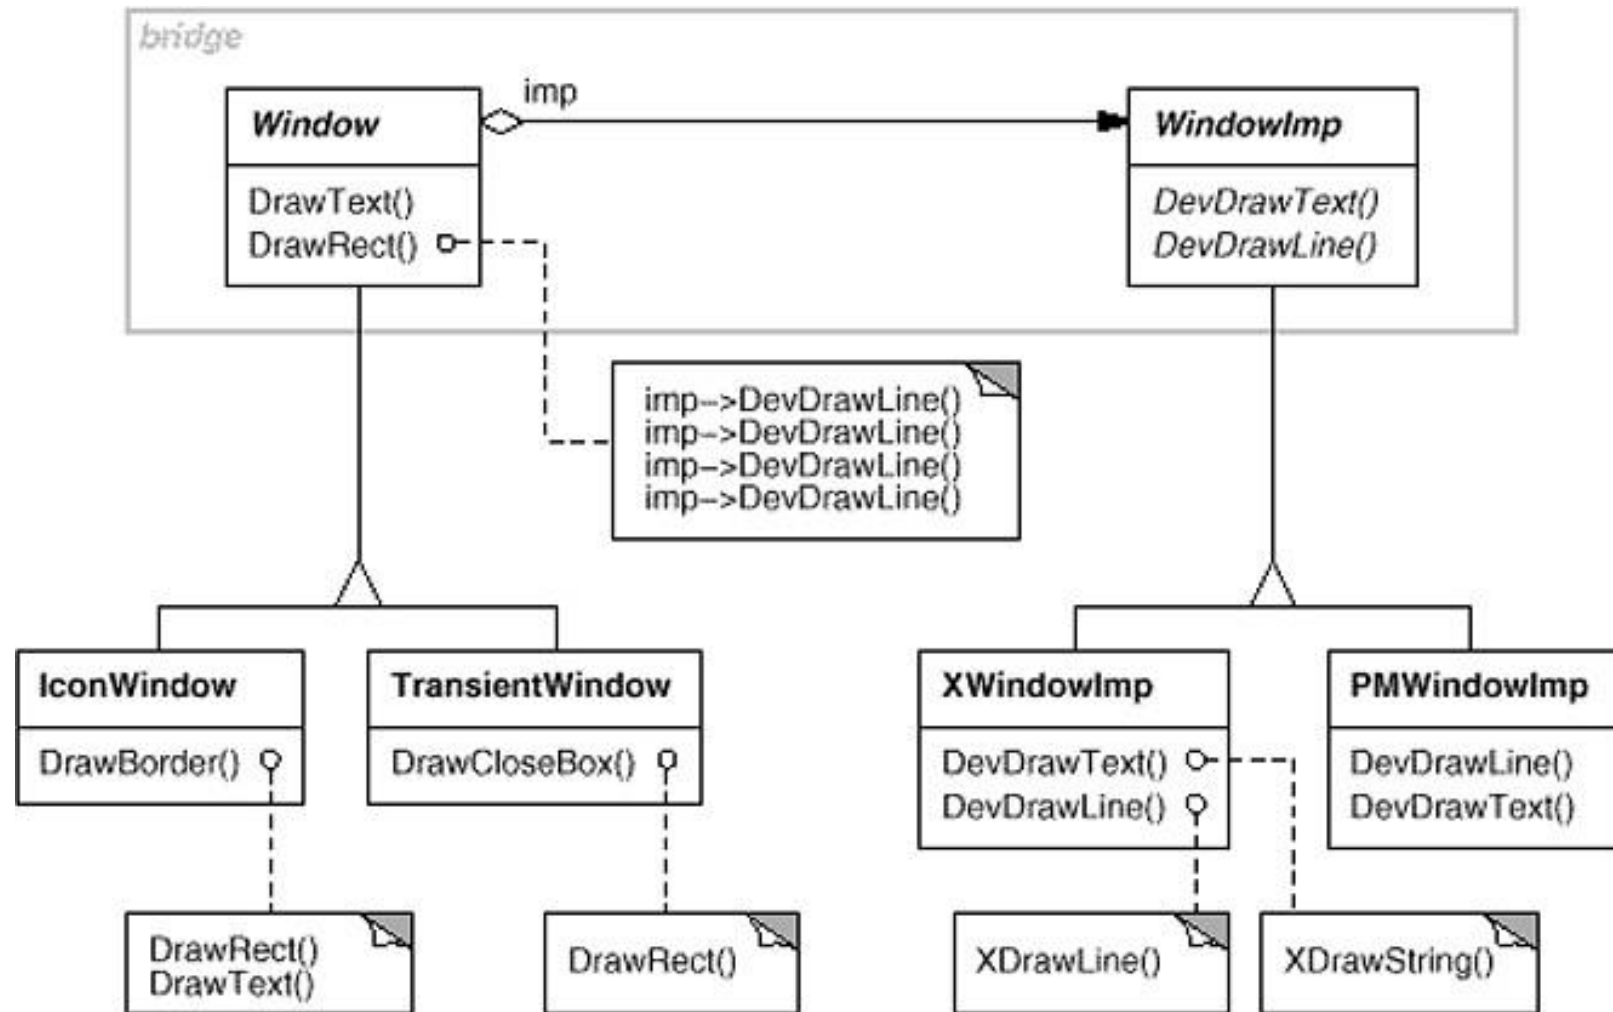 bridge
imp
Window
DrawText()
DrawRect()
WindowImp
DevDrawText()
DevDrawLine()
imp–>DevDrawLine()
imp–>DevDrawLine()
imp–>DevDrawLine()
imp–>DevDrawLine()
IconWindow
DrawBorder()
TransientWindow
DrawCloseBox()
XWindowImp
DevDrawText()
DevDrawLine()
PMWindowImp
DevDrawLine()
DevDrawText()
DrawRect()
DrawText()
DrawRect()
XDrawLine()
XDrawString()